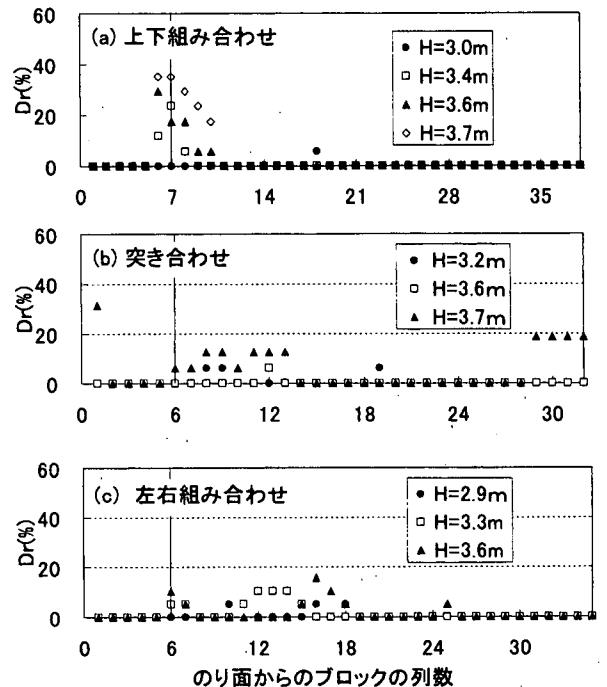 60
(a) 上下組み合わせ
40
20
0
Dr(%)
● H=3.0m
□ H=3.4m
▲ H=3.6m
◇ H=3.7m
0 7 14 21 28 35
60
(b) 突き合わせ
40
20
0
Dr(%)
● H=3.2m
□ H=3.6m
▲ H=3.7m
0 6 12 18 24 30
60
(c) 左右組み合わせ
40
20
0
Dr(%)
● H=2.9m
□ H=3.3m
▲ H=3.6m
0 6 12 18 24 30
のり面からのブロックの列数